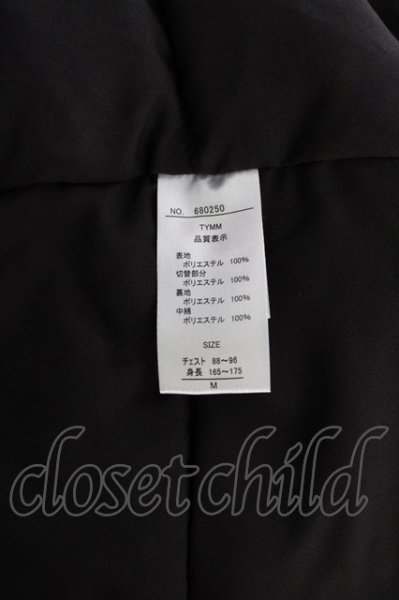 NO. 680250
TYMM
品質表示
表地
ポリエステル 100%
切替部分
ポリエステル 100%
裏地
ポリエステル 100%
中綿
ポリエステル 100%
SIZE
チェスト 88〜96
身長 165〜175
M
closetchild